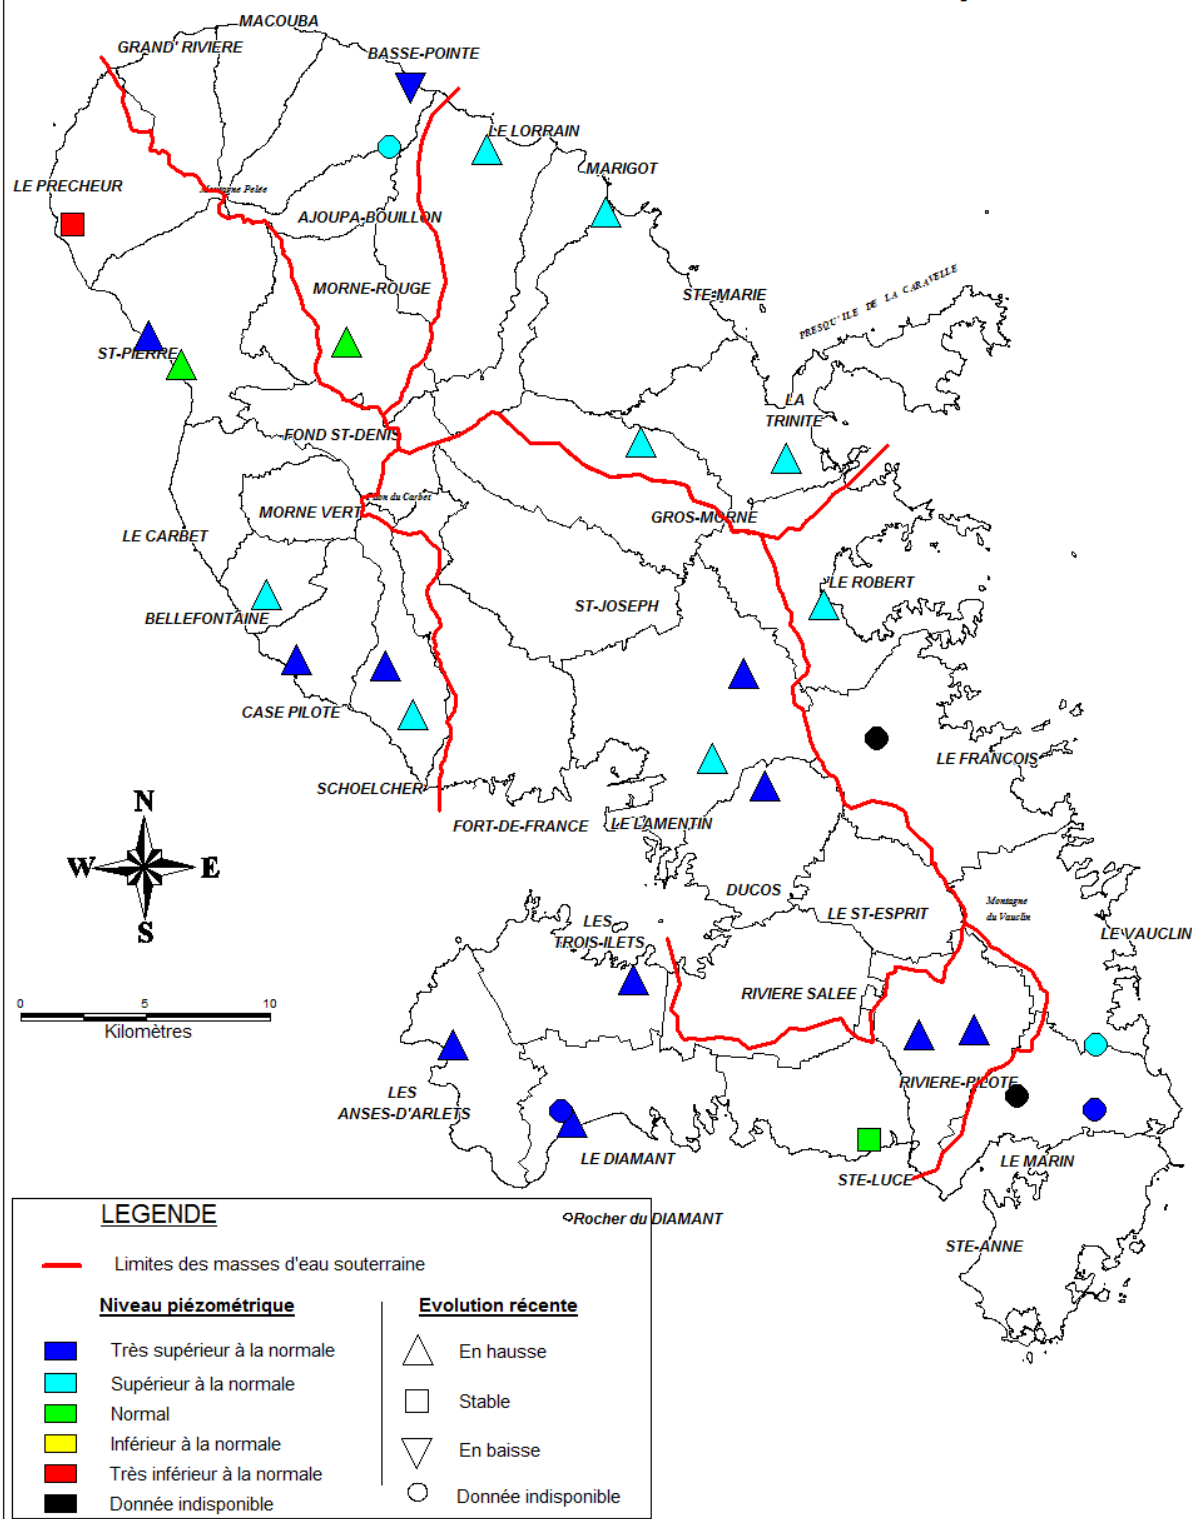 MACOUBA
GRAND' RIVIERE
BASSE-POINTE
LE LORRAIN
MARIGOT
LE PRECHEUR
Montagne Pelée
AJOUPA-BOUILLON
MORNE-ROUGE
STE-MARIE
PRESQU'ILE DE LA CARAVELLE
ST-PIERRE
LA
TRINITE
FOND ST-DENIS
MORNE VERT
GROS-MORNE
LE CARBET
LE ROBERT
ST-JOSEPH
BELLEFONTAINE
CASE PILOTE
LE FRANCOIS
SCHOELCHER
FORT-DE-FRANCE
LE LAMENTIN
N
W
E
S
DUCOS
LE ST-ESPRIT
Montagne
du Vauclin
LES
TROIS-ILETS
LE VAUCLIN
RIVIERE SALEE
0 5 10
Kilomètres
RIVIERE-PILOTE
LES
ANSES-D'ARLETS
LE DIAMANT
LE MARIN
STE-LUCE
Rocher du DIAMANT
STE-ANNE
LEGENDE
Limites des masses d'eau souterraine
Niveau piézométrique
Très supérieur à la normale
Supérieur à la normale
Normal
Inférieur à la normale
Très inférieur à la normale
Donnée indisponible
Evolution récente
En hausse
Stable
En baisse
Donnée indisponible